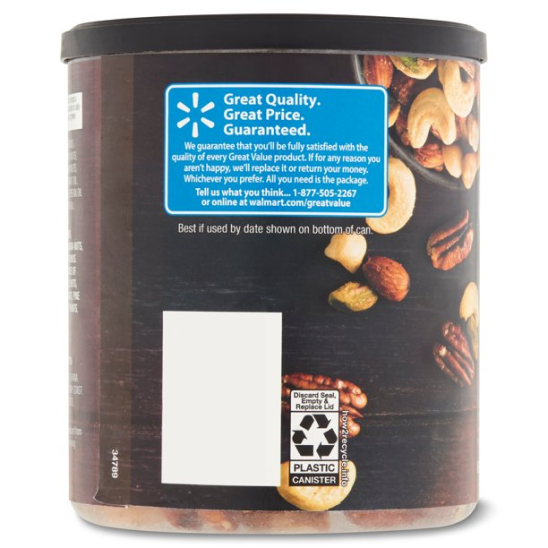 Great Quality.
Great Price.
Guaranteed.
We guarantee that you'll be fully satisfied with the
quality of every Great Value product. If for any reason you
aren't happy, we'll replace it or return your money.
Whichever you prefer. All you need is the package.
Tell us what you think... 1-877-505-2267
or online at walmart.com/greatvalue
Best if used by date shown on bottom of can.
Discard Seal,
Empty &
Replace Lid
PLASTIC
CANISTER
how2recycle.info
34789